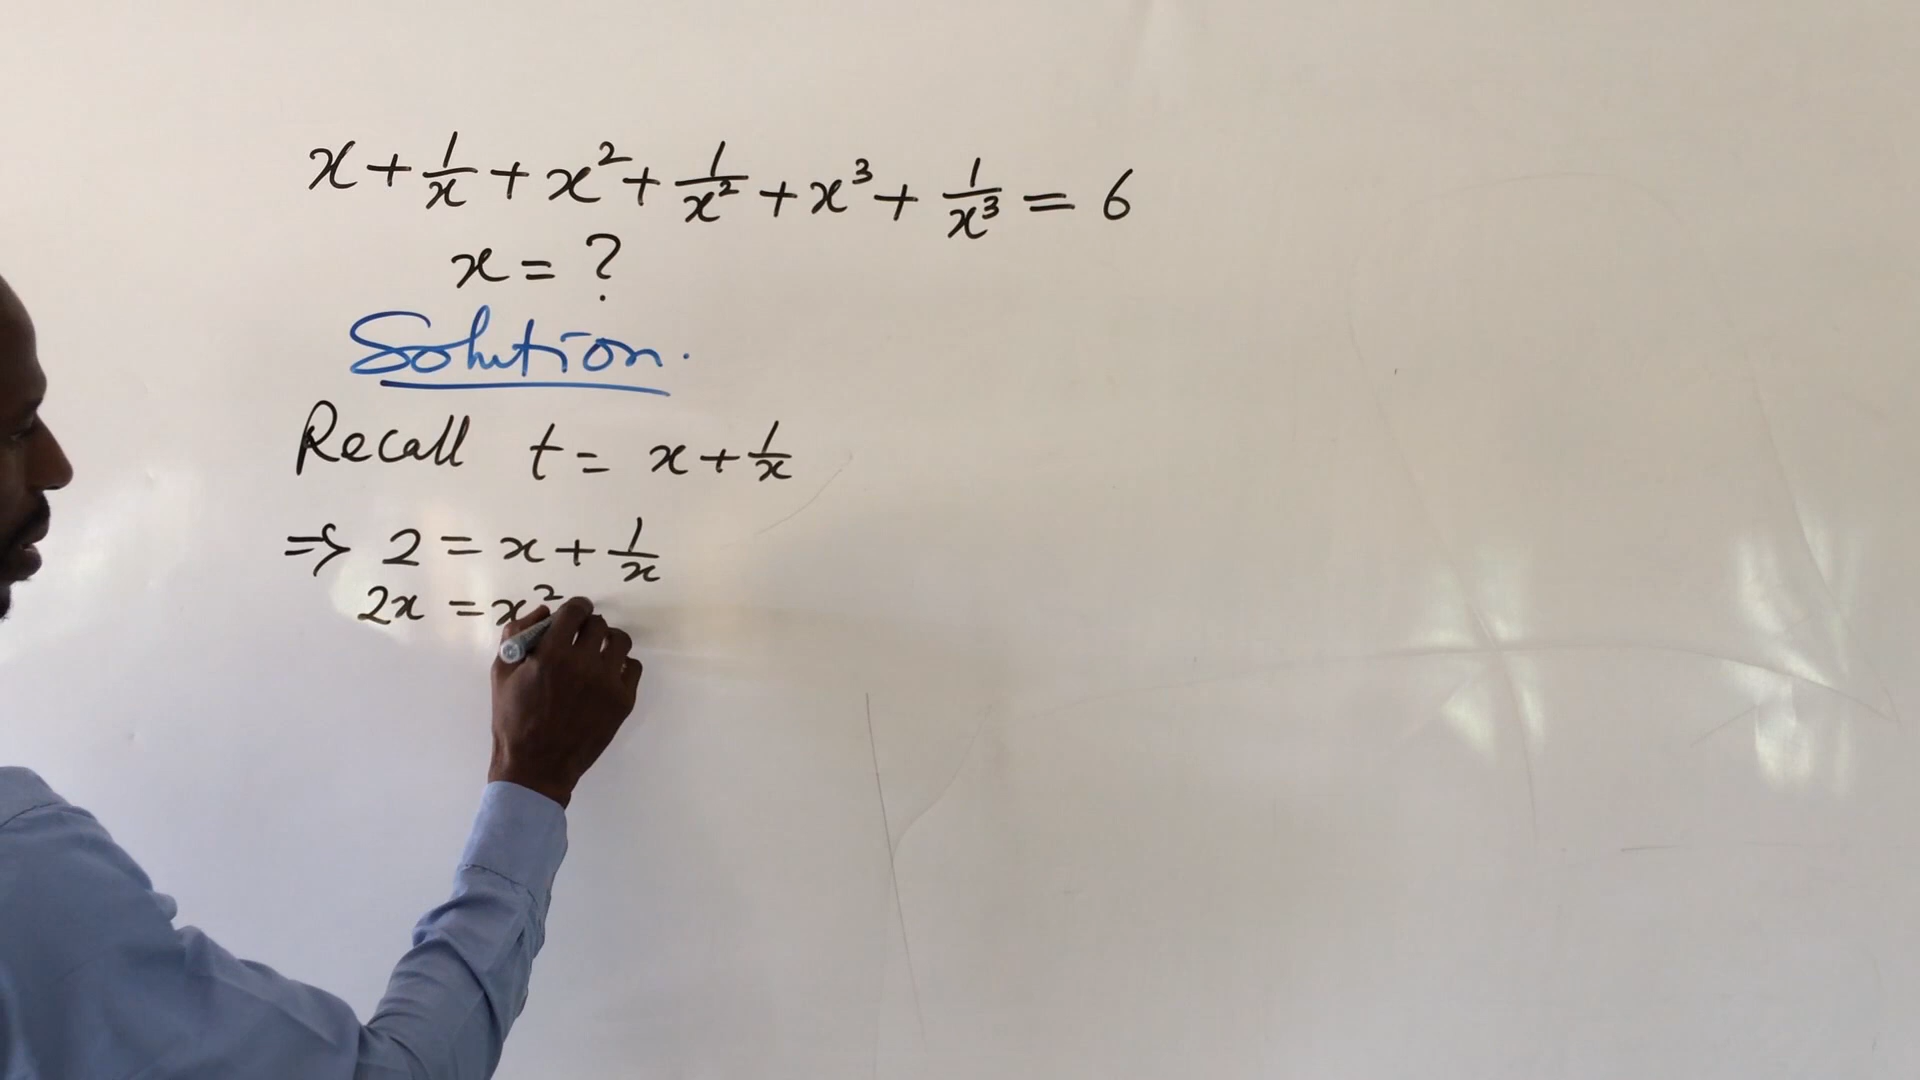 x + 1/x + x² + 1/x² + x³ + 1/x³ = 6
x = ?
Solution.
Recall t = x + 1/x
⇒ 2 = x + 1/x
2x = x²